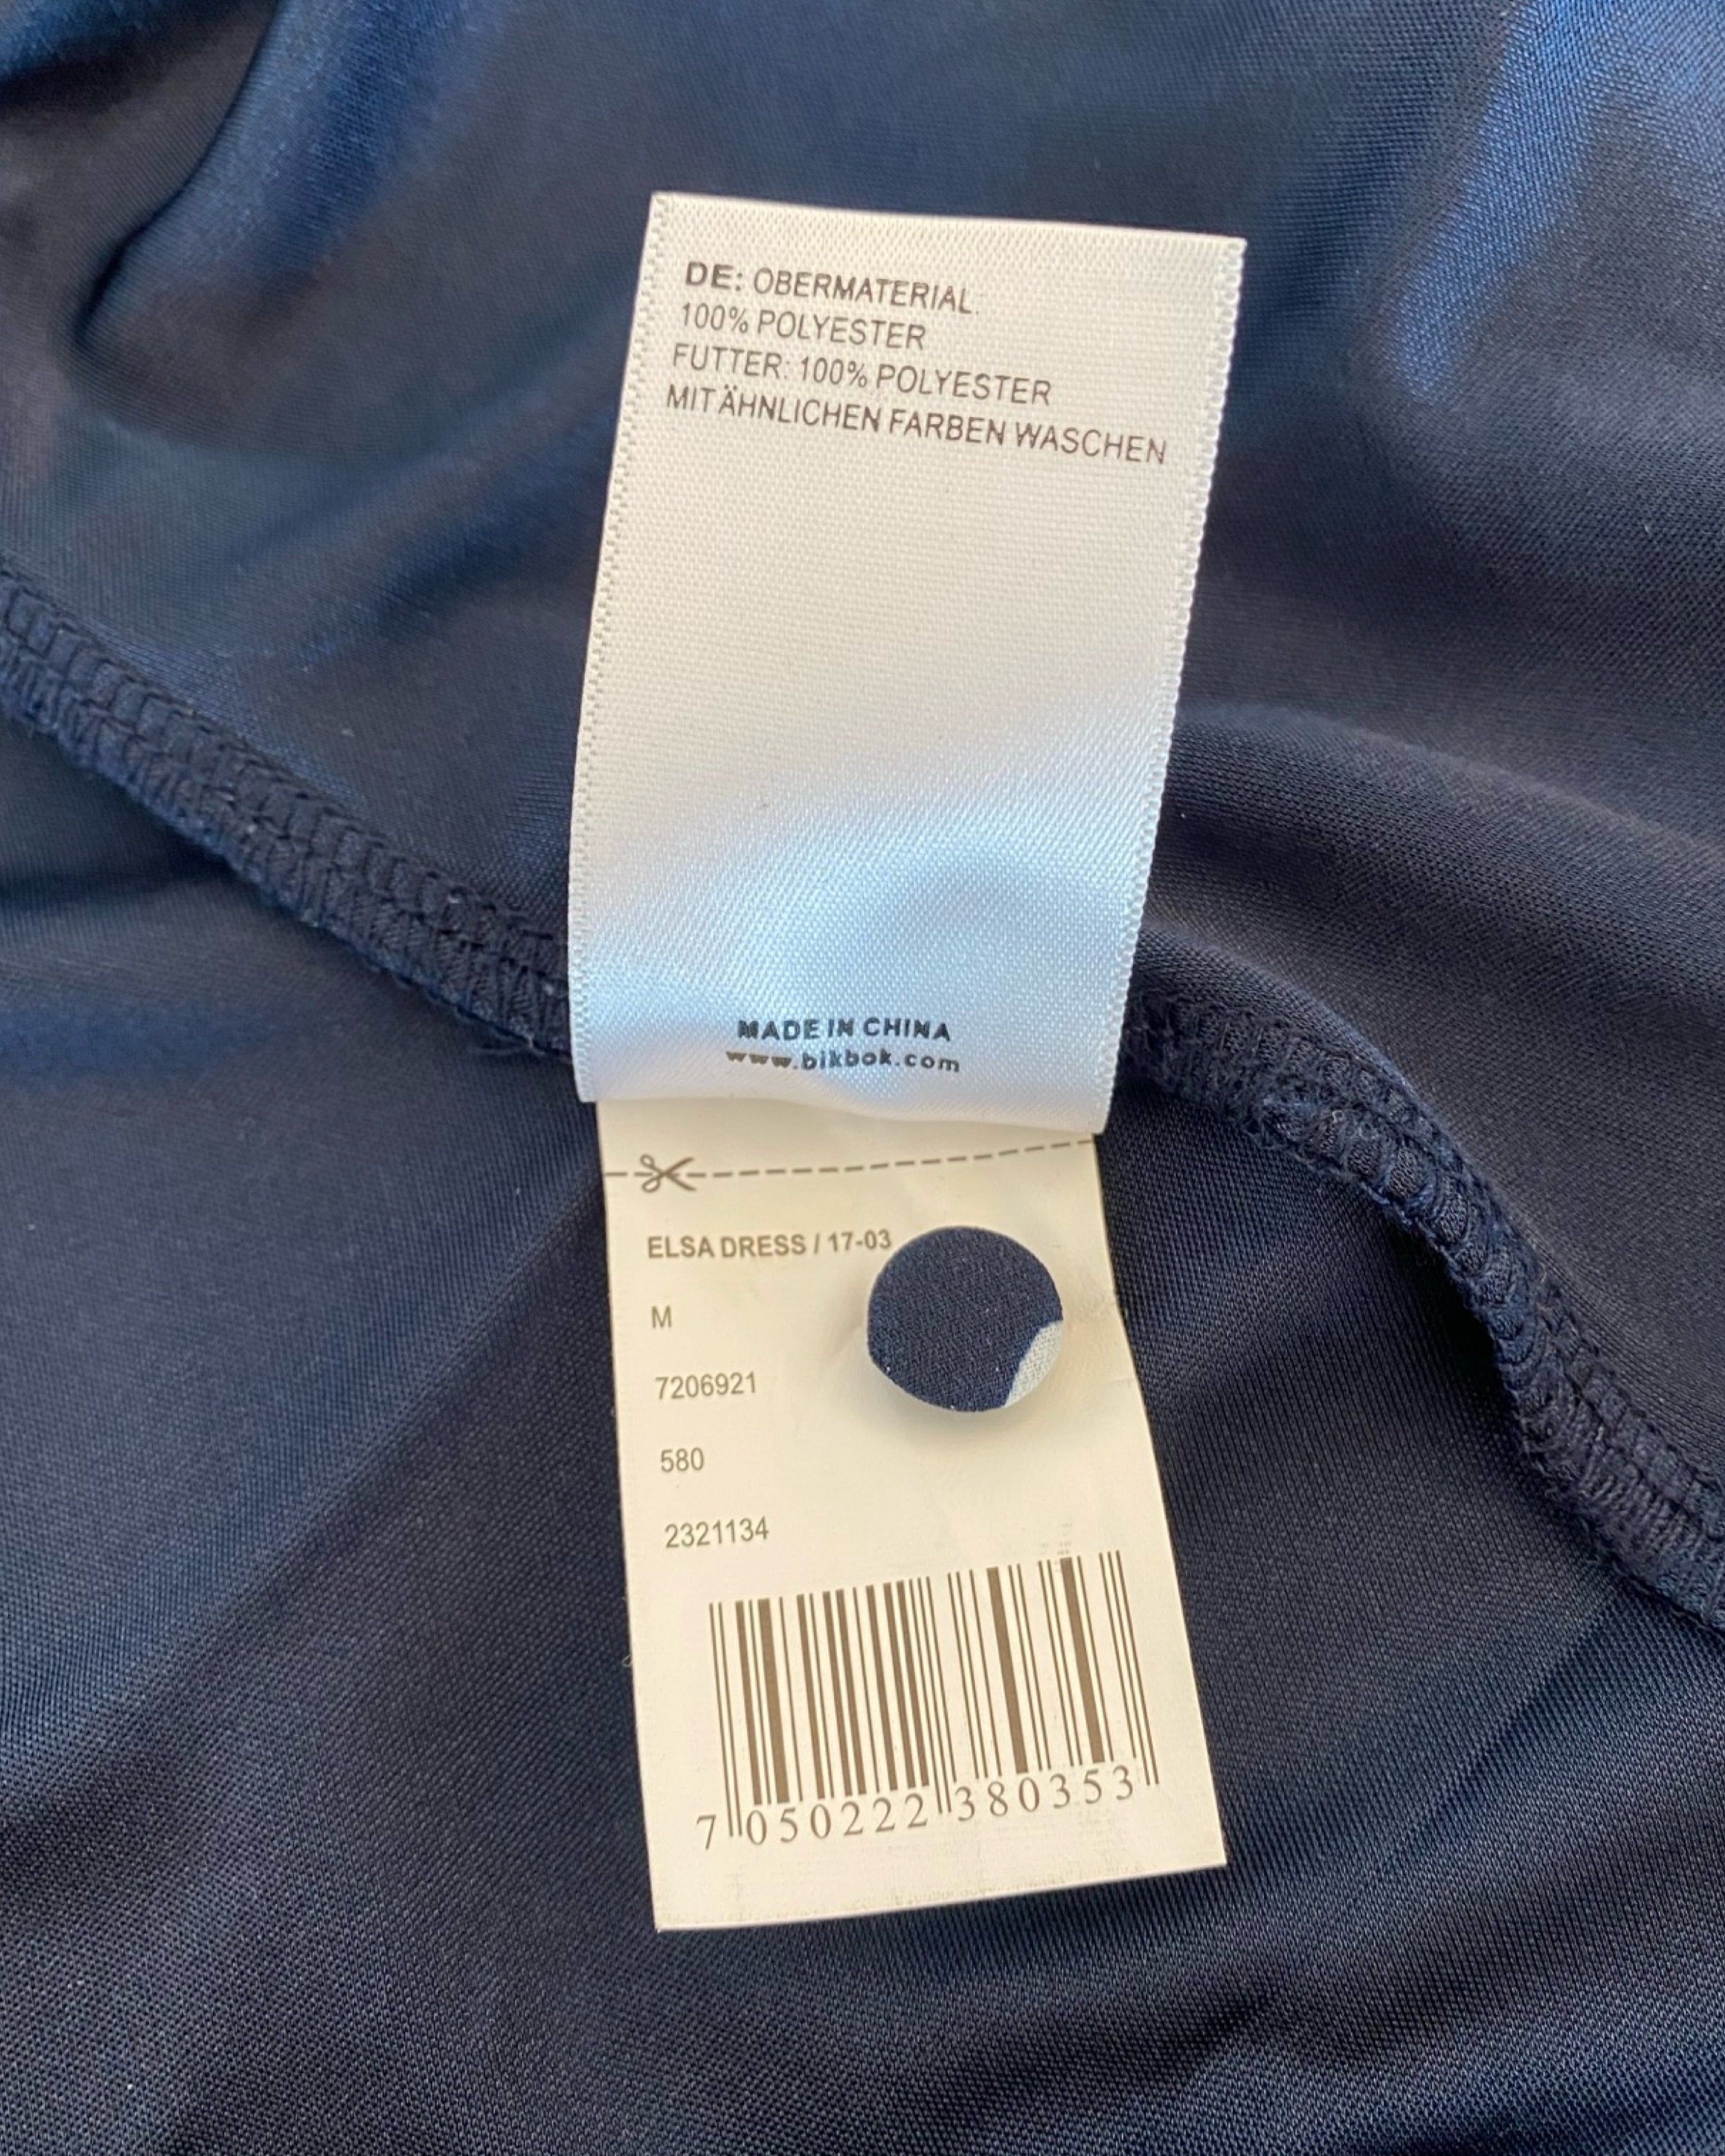 DE: OBERMATERIAL:
100% POLYESTER
FUTTER: 100% POLYESTER
MIT ÄHNLICHEN FARBEN WASCHEN
MADE IN CHINA
www.bikbok.com
ELSA DRESS / 17-03
M
7206921
580
2321134
7 050222 380353